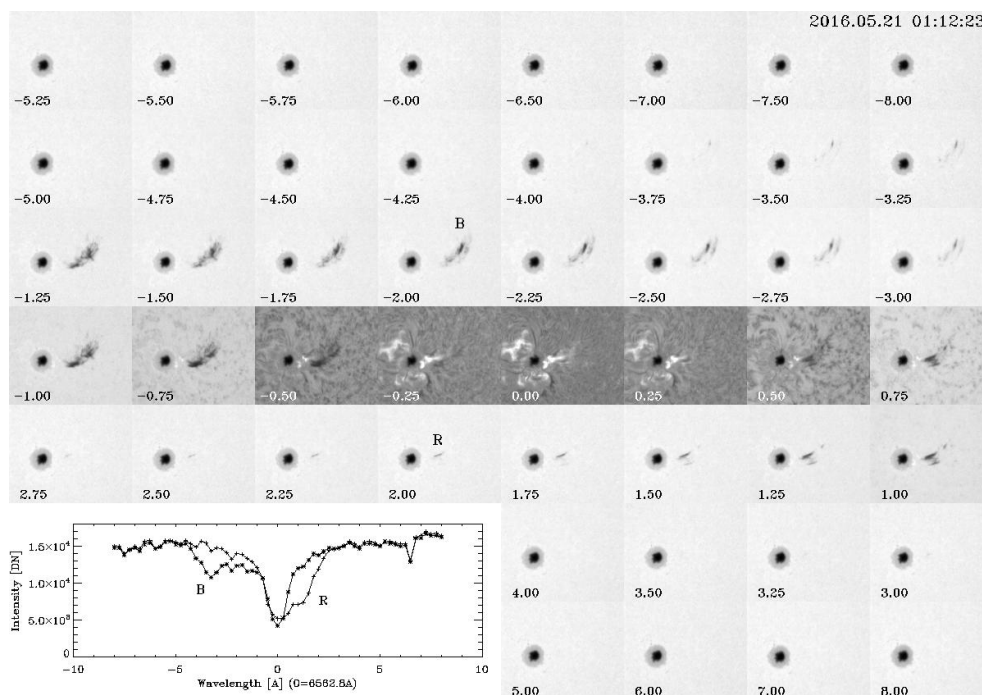 2016.05.21 01:12:23
-5.25 -5.50 -5.75 -6.00 -6.50 -7.00 -7.50 -8.00
-5.00 -4.75 -4.50 -4.25 -4.00 -3.75 -3.50 -3.25
B
-1.25 -1.50 -1.75 -2.00 -2.25 -2.50 -2.75 -3.00
-1.00 -0.75 -0.50 -0.25 0.00 0.25 0.50 0.75
R
2.75 2.50 2.25 2.00 1.75 1.50 1.25 1.00
4.00 3.50 3.25 3.00
5.00 6.00 7.00 8.00
Intensity [DN]
1.5×10⁴
1.0×10⁴
5.0×10³
0
B
R
-10 -5 0 5 10
Wavelength [A] (0=6562.8A)